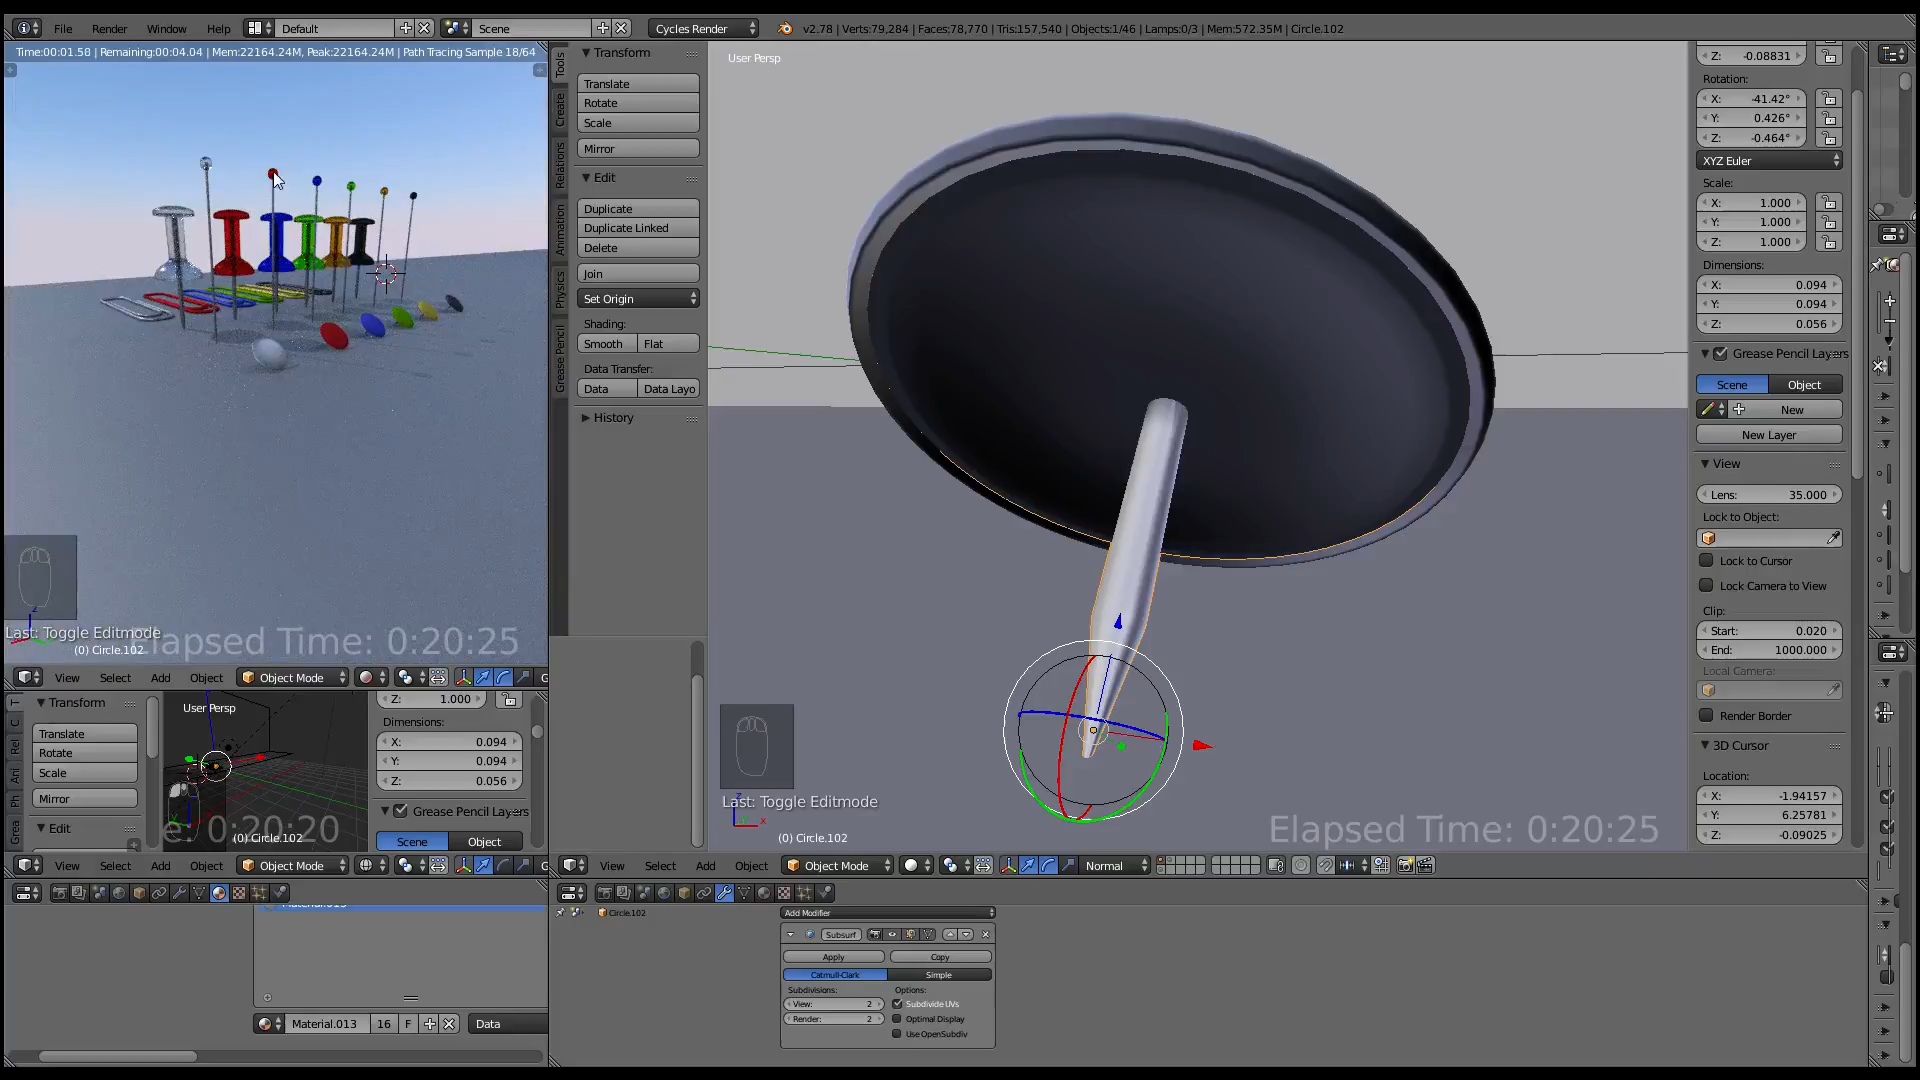 File Render Window Help Default Scene Cycles Render v2.78 | Verts:79,284 | Faces:78,770 | Tris:157,540 | Objects:1/46 | Lamps:0/3 | Mem:572.35M | Circle.102
Time:00:01.58 | Remaining:00:04.04 | Mem:22164.24M, Peak:22164.24M | Path Tracing Sample 18/64
Last: Toggle Editmode
Elapsed Time: 0:20:25
(0) Circle.102
View Select Add Object Object Mode
Tools
Create
Relations
Animation
Physics
Grease Pencil
Transform
Translate
Rotate
Scale
Mirror
Edit
Duplicate
Duplicate Linked
Delete
Join
Set Origin
Shading:
Smooth Flat
Data Transfer:
Data Data Layo
History
User Persp
Last: Toggle Editmode
(0) Circle.102
Elapsed Time: 0:20:25
View Select Add Object Object Mode Normal
Z: -0.08831
Rotation:
X: -41.42°
Y: 0.426°
Z: -0.464°
XYZ Euler
Scale:
X: 1.000
Y: 1.000
Z: 1.000
Dimensions:
X: 0.094
Y: 0.094
Z: 0.056
Grease Pencil Layers
Scene Object
New
New Layer
View
Lens: 35.000
Lock to Object:
Lock to Cursor
Lock Camera to View
Clip:
Start: 0.020
End: 1000.000
Local Camera:
Render Border
3D Cursor
Location:
X: -1.94157
Y: 6.25781
Z: -0.09025
Transform
Translate
Rotate
Scale
Mirror
Edit
User Persp
e: 0:20:20
(0) Circle.102
Z: 1.000
Dimensions:
X: 0.094
Y: 0.094
Z: 0.056
Grease Pencil Layers
Scene Object
View Select Add Object Object Mode
Material.013
Material.013 16 F Data
Circle.102
Add Modifier
Subsurf
Apply Copy
Catmull-Clark Simple
Subdivisions: Options:
View: 2 Subdivide UVs
Render: 2 Optimal Display
Use OpenSubdiv